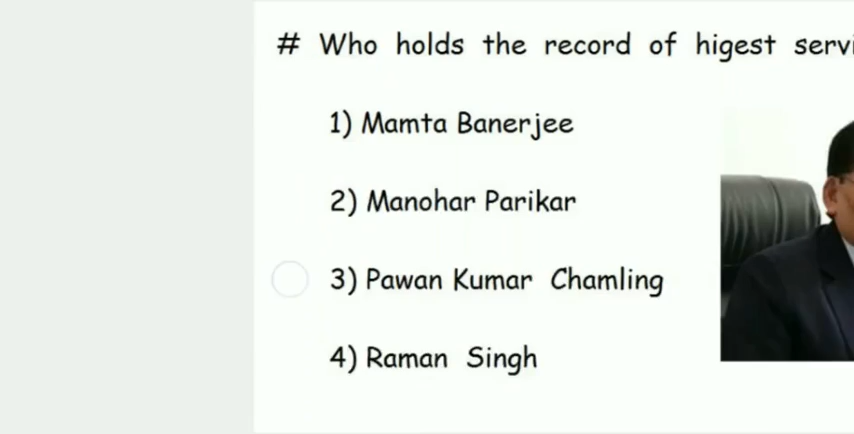 # Who holds the record of higest servi
1) Mamta Banerjee
2) Manohar Parikar
3) Pawan Kumar Chamling
4) Raman Singh